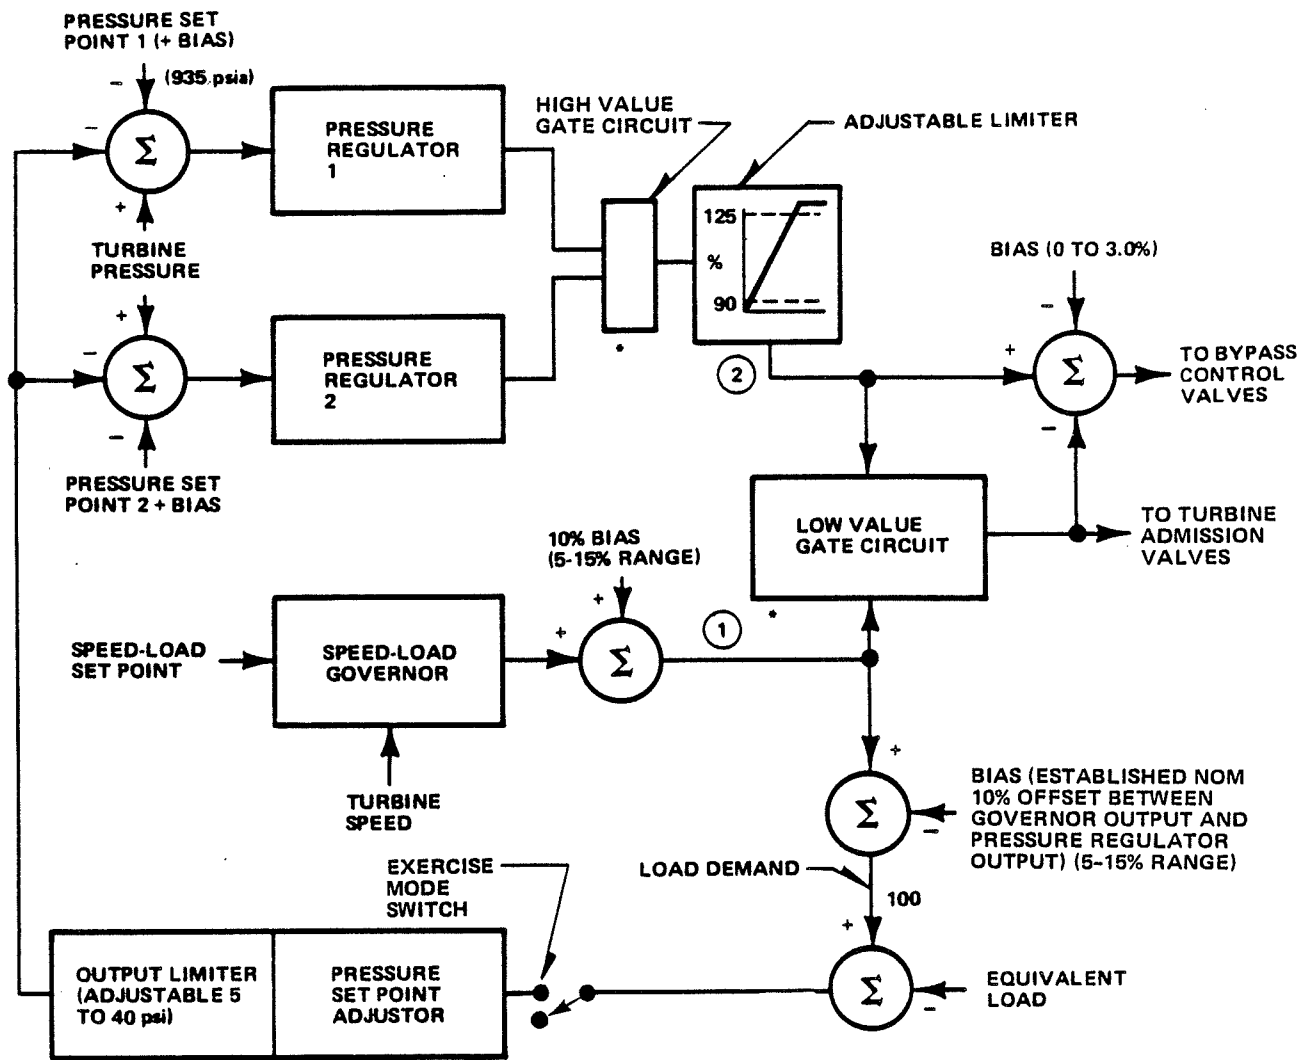 PRESSURE SET
POINT 1 (+ BIAS)
(935 psia)
−
−
Σ
+
TURBINE
PRESSURE
PRESSURE
REGULATOR
1
HIGH VALUE
GATE CIRCUIT
ADJUSTABLE LIMITER
125
%
90
*
+
−
Σ
−
PRESSURE SET
POINT 2 + BIAS
PRESSURE
REGULATOR
2
2
BIAS (0 TO 3.0%)
−
+
Σ
−
TO BYPASS
CONTROL
VALVES
LOW VALUE
GATE CIRCUIT
*
TO TURBINE
ADMISSION
VALVES
10% BIAS
(5-15% RANGE)
+
+
Σ
1
SPEED-LOAD
SET POINT
SPEED-LOAD
GOVERNOR
TURBINE
SPEED
+
Σ
−
BIAS (ESTABLISHED NOM
10% OFFSET BETWEEN
GOVERNOR OUTPUT AND
PRESSURE REGULATOR
OUTPUT) (5-15% RANGE)
LOAD DEMAND
100
EXERCISE
MODE
SWITCH
+
Σ
−
EQUIVALENT
LOAD
OUTPUT LIMITER
(ADJUSTABLE 5
TO 40 psi)
PRESSURE
SET POINT
ADJUSTOR